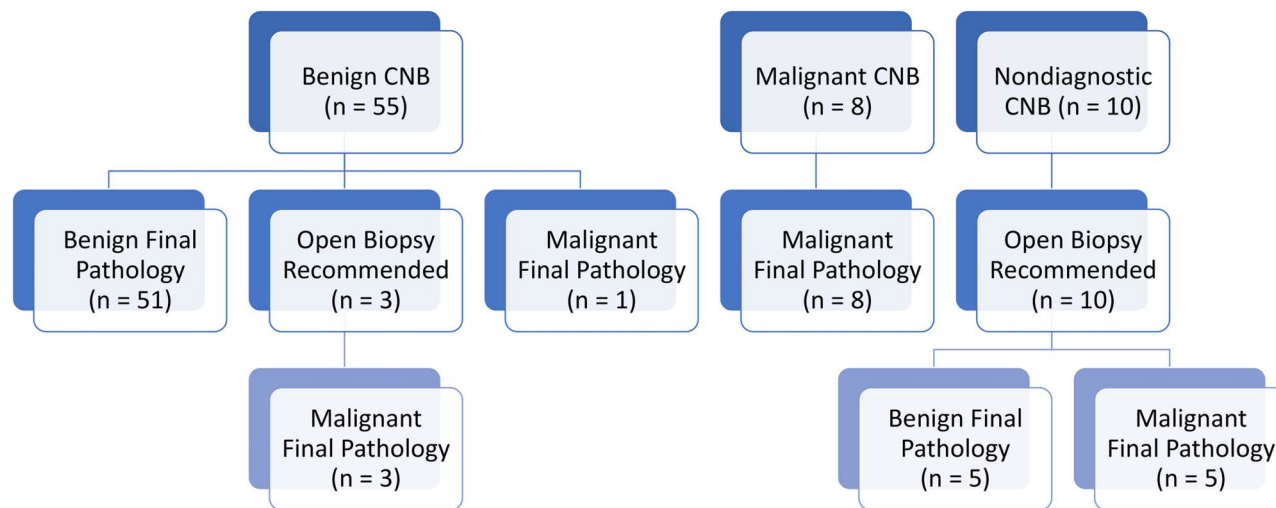 Benign CNB
(n = 55)
Malignant CNB
(n = 8)
Nondiagnostic
CNB (n = 10)
Benign Final
Pathology
(n = 51)
Open Biopsy
Recommended
(n = 3)
Malignant
Final Pathology
(n = 1)
Malignant
Final Pathology
(n = 8)
Open Biopsy
Recommended
(n = 10)
Malignant
Final Pathology
(n = 3)
Benign Final
Pathology
(n = 5)
Malignant
Final Pathology
(n = 5)